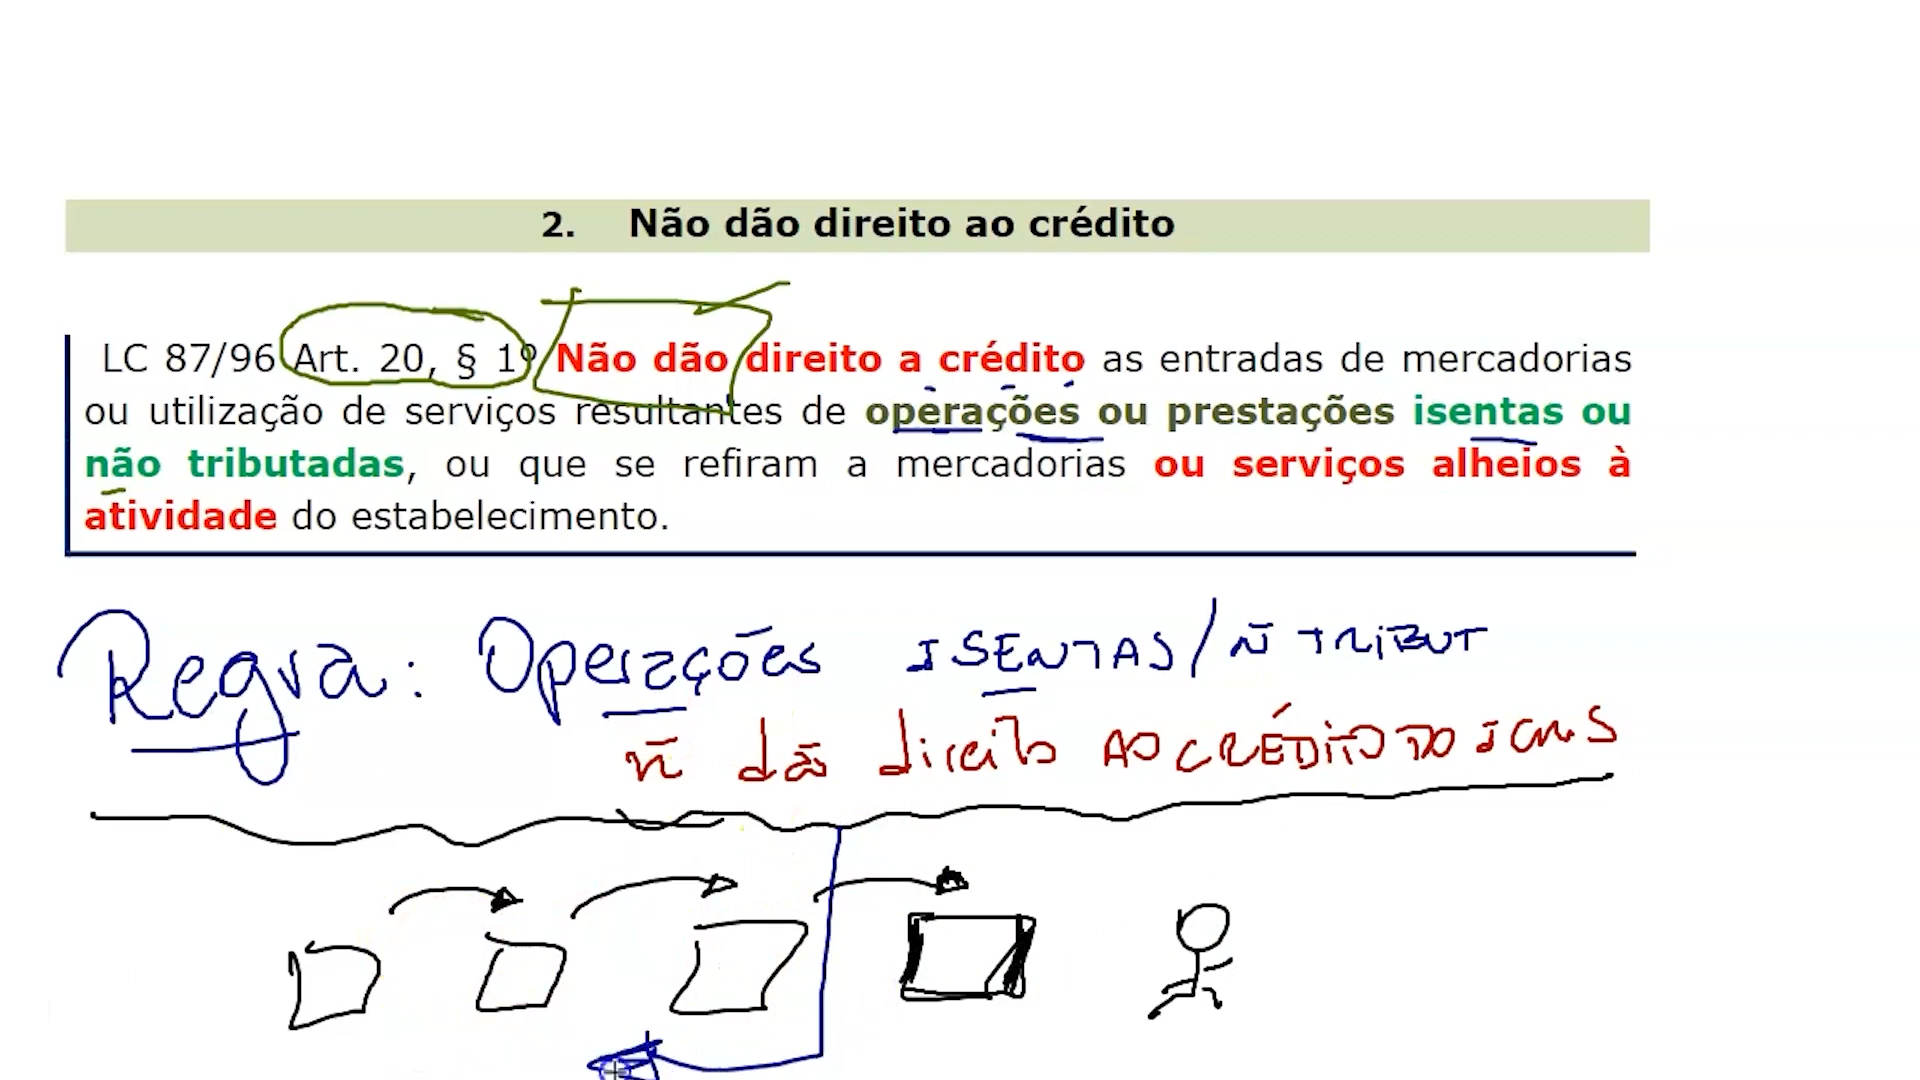 2. Não dão direito ao crédito
LC 87/96 Art. 20, § 1º Não dão direito a crédito as entradas de mercadorias
ou utilização de serviços resultantes de operações ou prestações isentas ou
não tributadas, ou que se refiram a mercadorias ou serviços alheios à
atividade do estabelecimento.
Regra: Operações ISENTAS / Ñ TRIBUT
ñ dão direito AO CRÉDITO DO ICMS